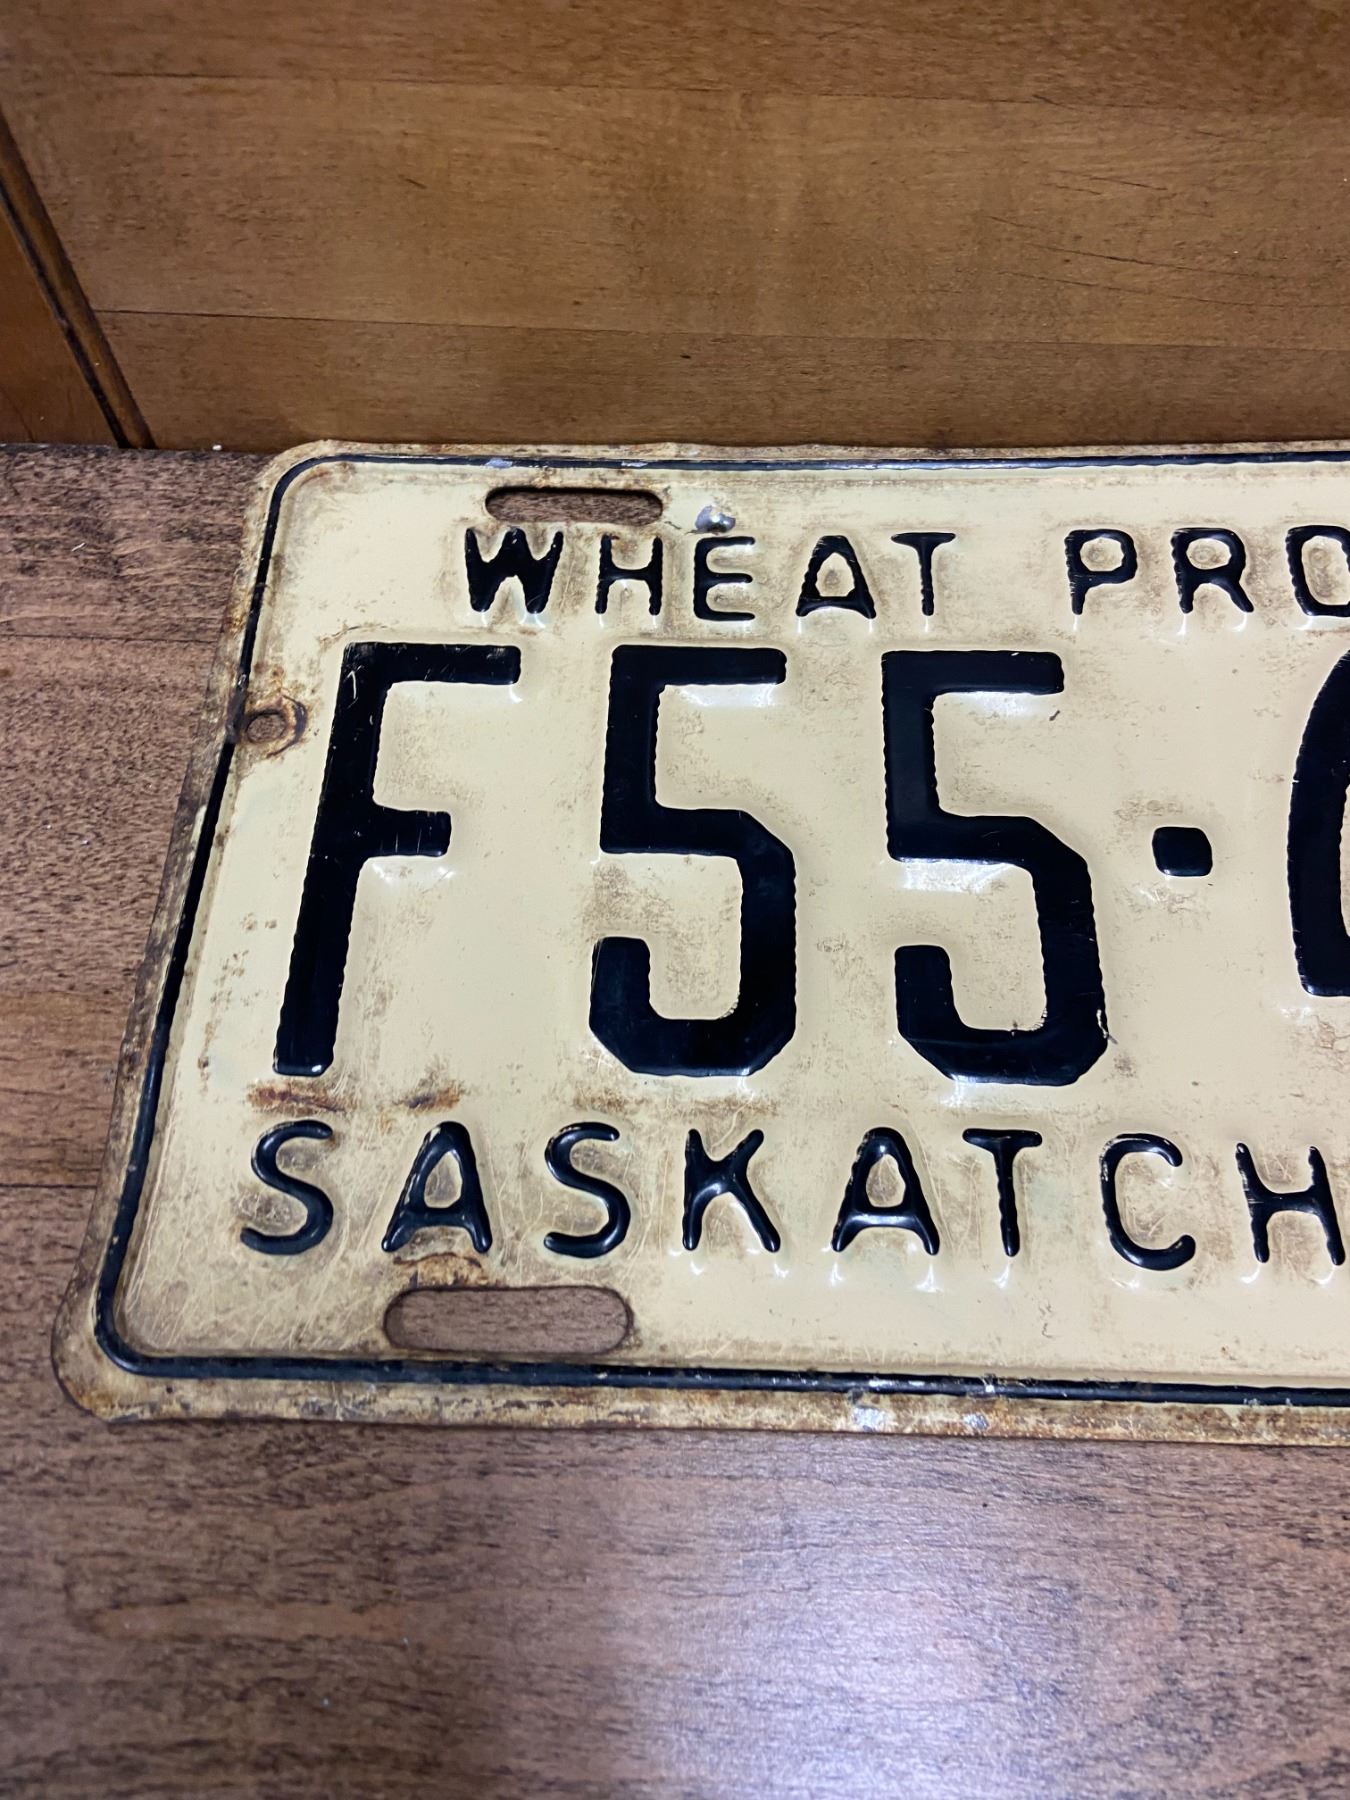 WHEAT PRO
F55·
SASKATCH